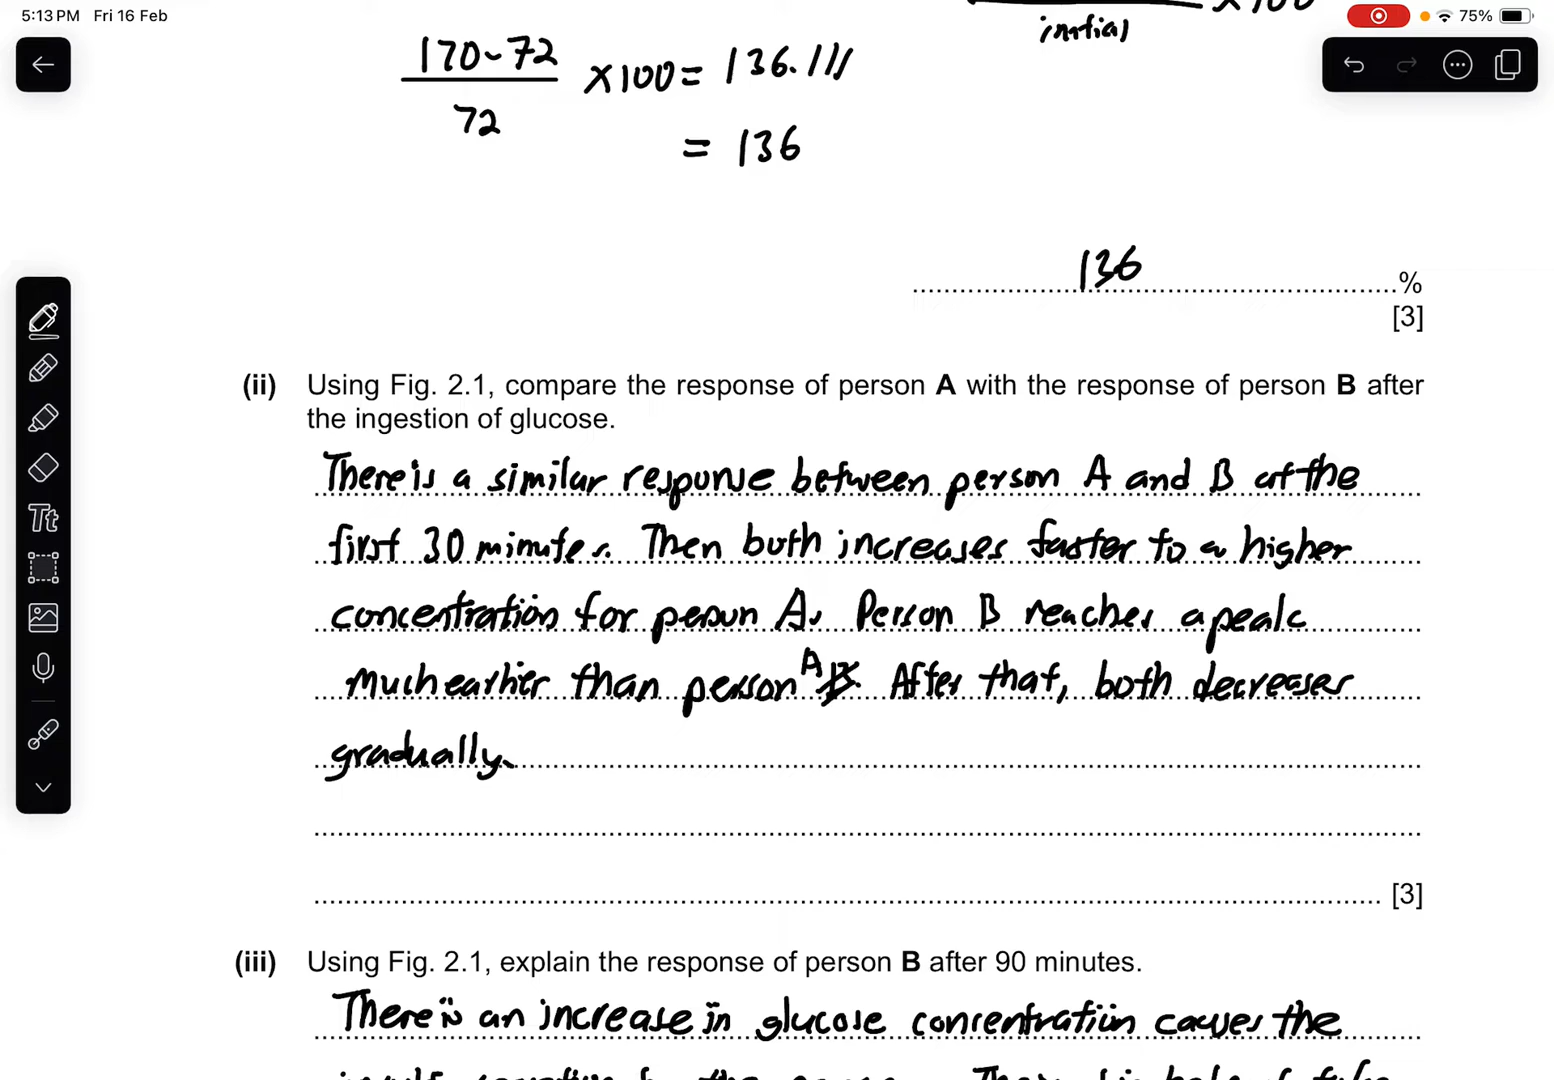 5:13 PM Fri 16 Feb
75%
x100
initial
170-72
72
x100 = 136.111
= 136
136
%
[3]
(ii) Using Fig. 2.1, compare the response of person A with the response of person B after
the ingestion of glucose.
There is a similar response between person A and B at the
first 30 minutes. Then both increases faster to a higher
concentration for person A. Person B reaches a peak
much earlier than person A. After that, both decreases
gradually.
[3]
(iii) Using Fig. 2.1, explain the response of person B after 90 minutes.
There is an increase in glucose concentration causes the
Tt